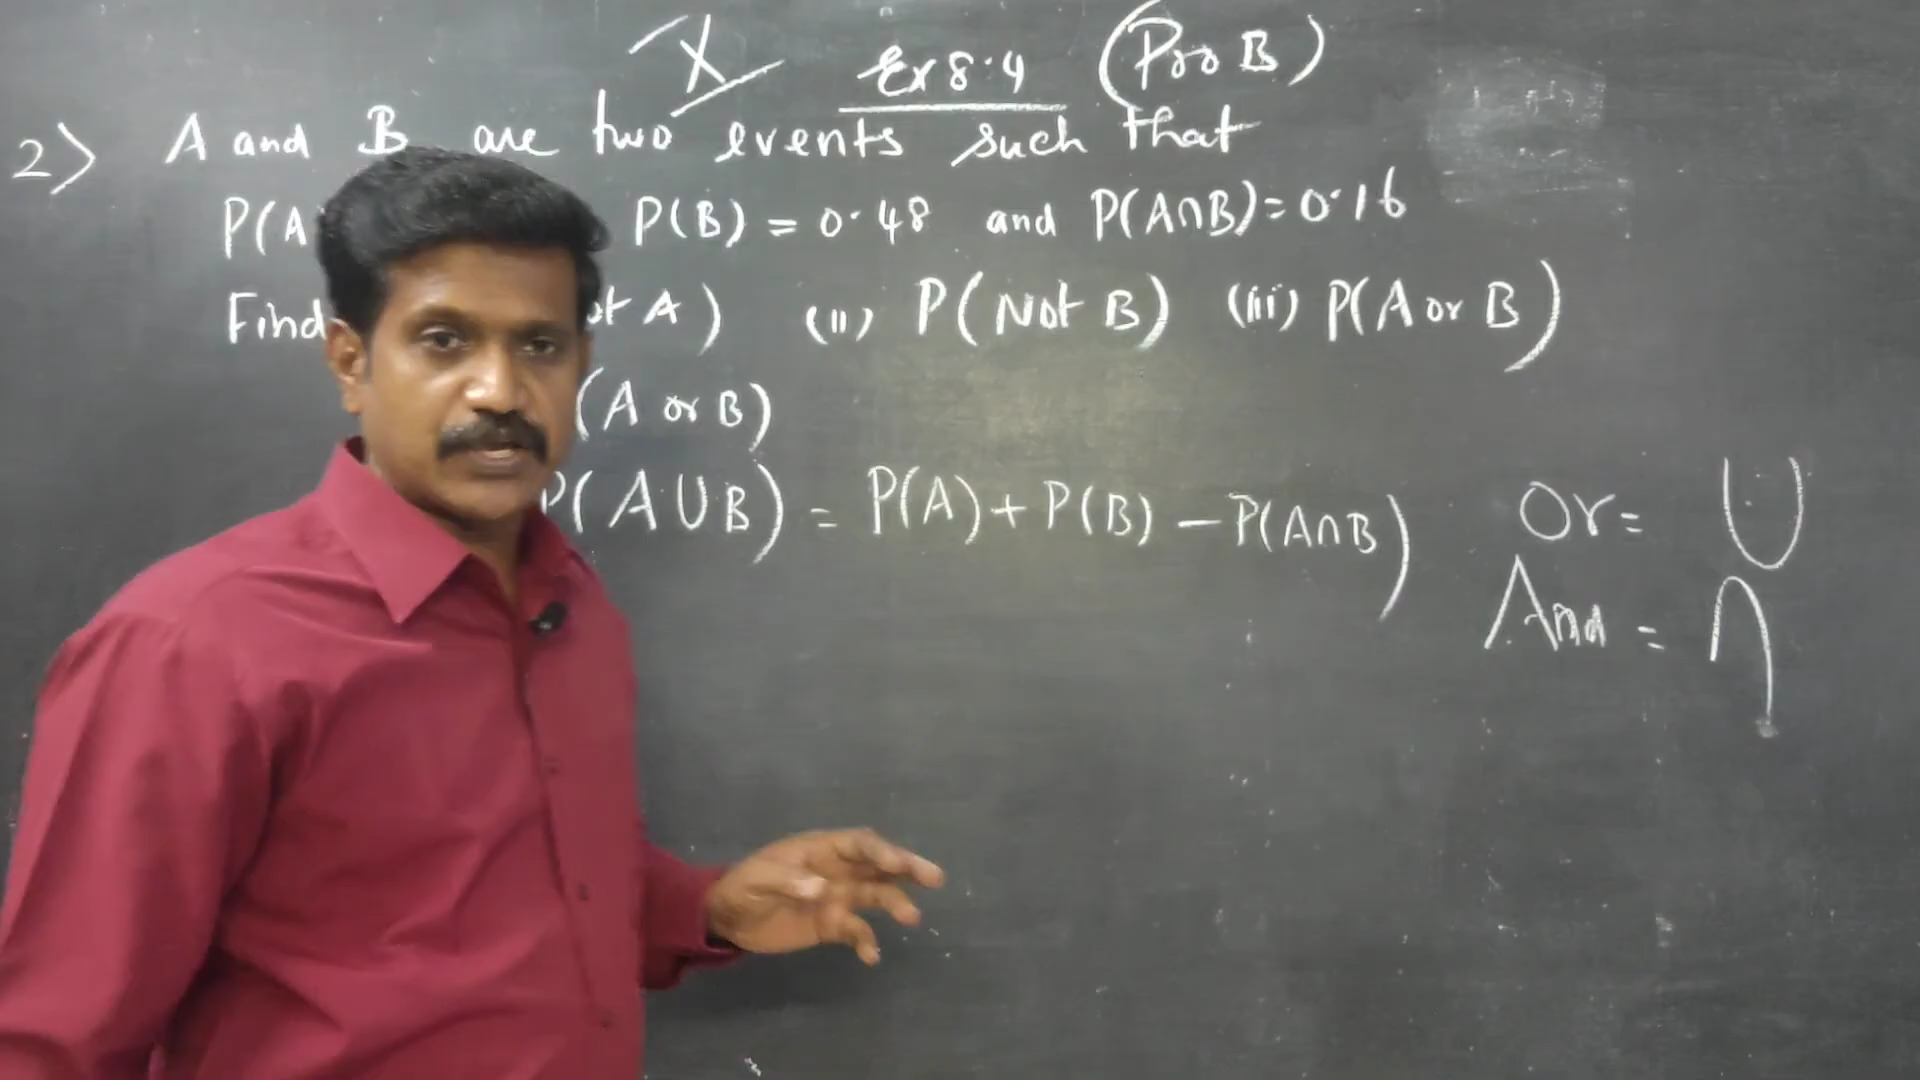 X Ex 8.4 (ProB)
2) A and B are two events such that
P(A P(B) = 0.48 and P(A∩B) = 0.16
Find ot A) (ii) P(Not B) (iii) P(A or B)
(A or B)
P(A∪B) = P(A) + P(B) − P(A∩B)
Or = ∪
And = ∩